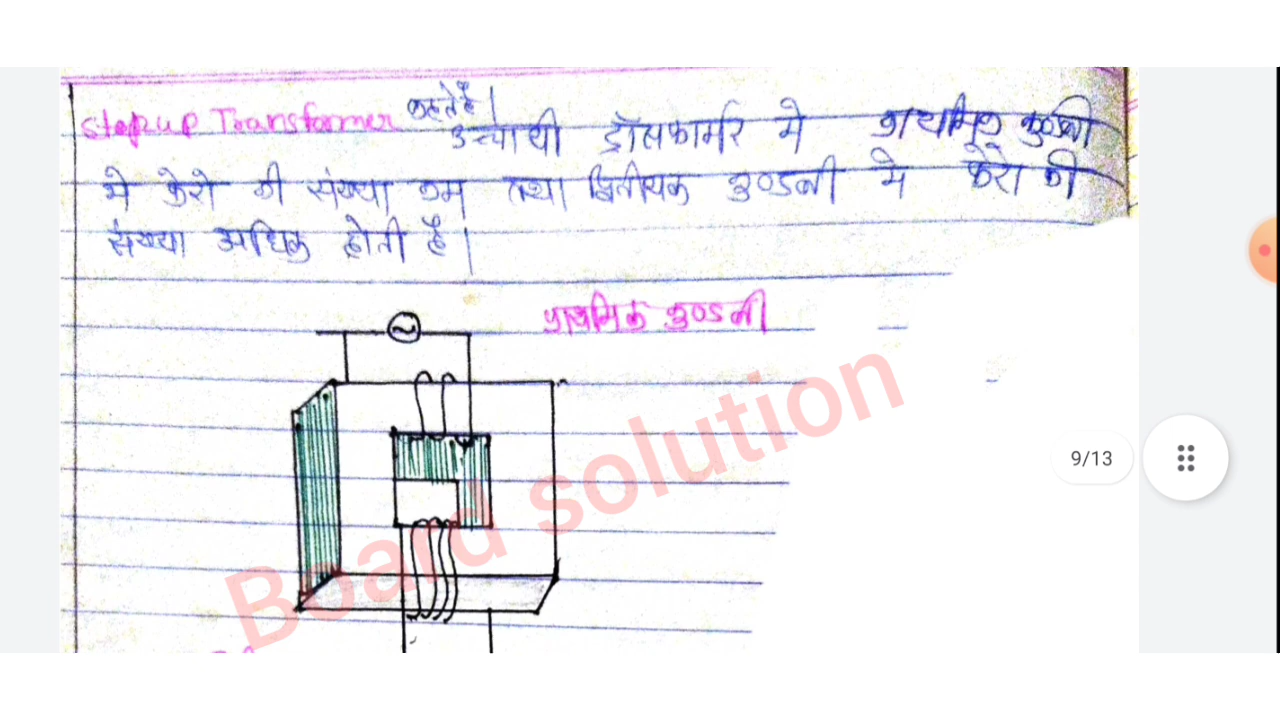 कहते है।
Step up Transformer
उच्चायी ट्रॉसफार्मर मे प्राथमिक कुण्डली
मे फेरो की संख्या कम तथा द्वितीयक कुण्डली मे फेरो की
संख्या अधिक होती है।
प्राथमिक कुण्डली
Board solution
9/13